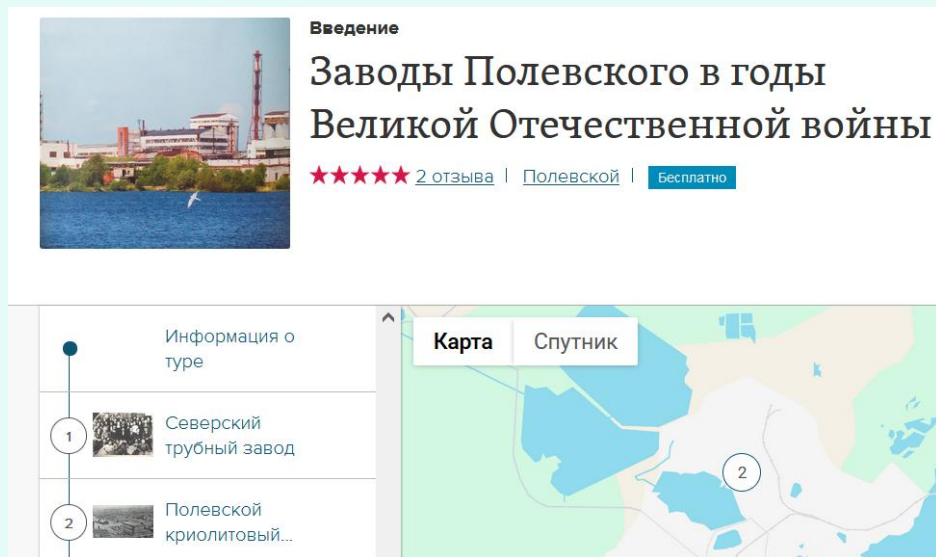 Введение
Заводы Полевского в годы
Великой Отечественной войны
2 отзыва | Полевской | Бесплатно
Информация о
туре
1
Северский
трубный завод
2
Полевской
криолитовый...
Карта Спутник
2